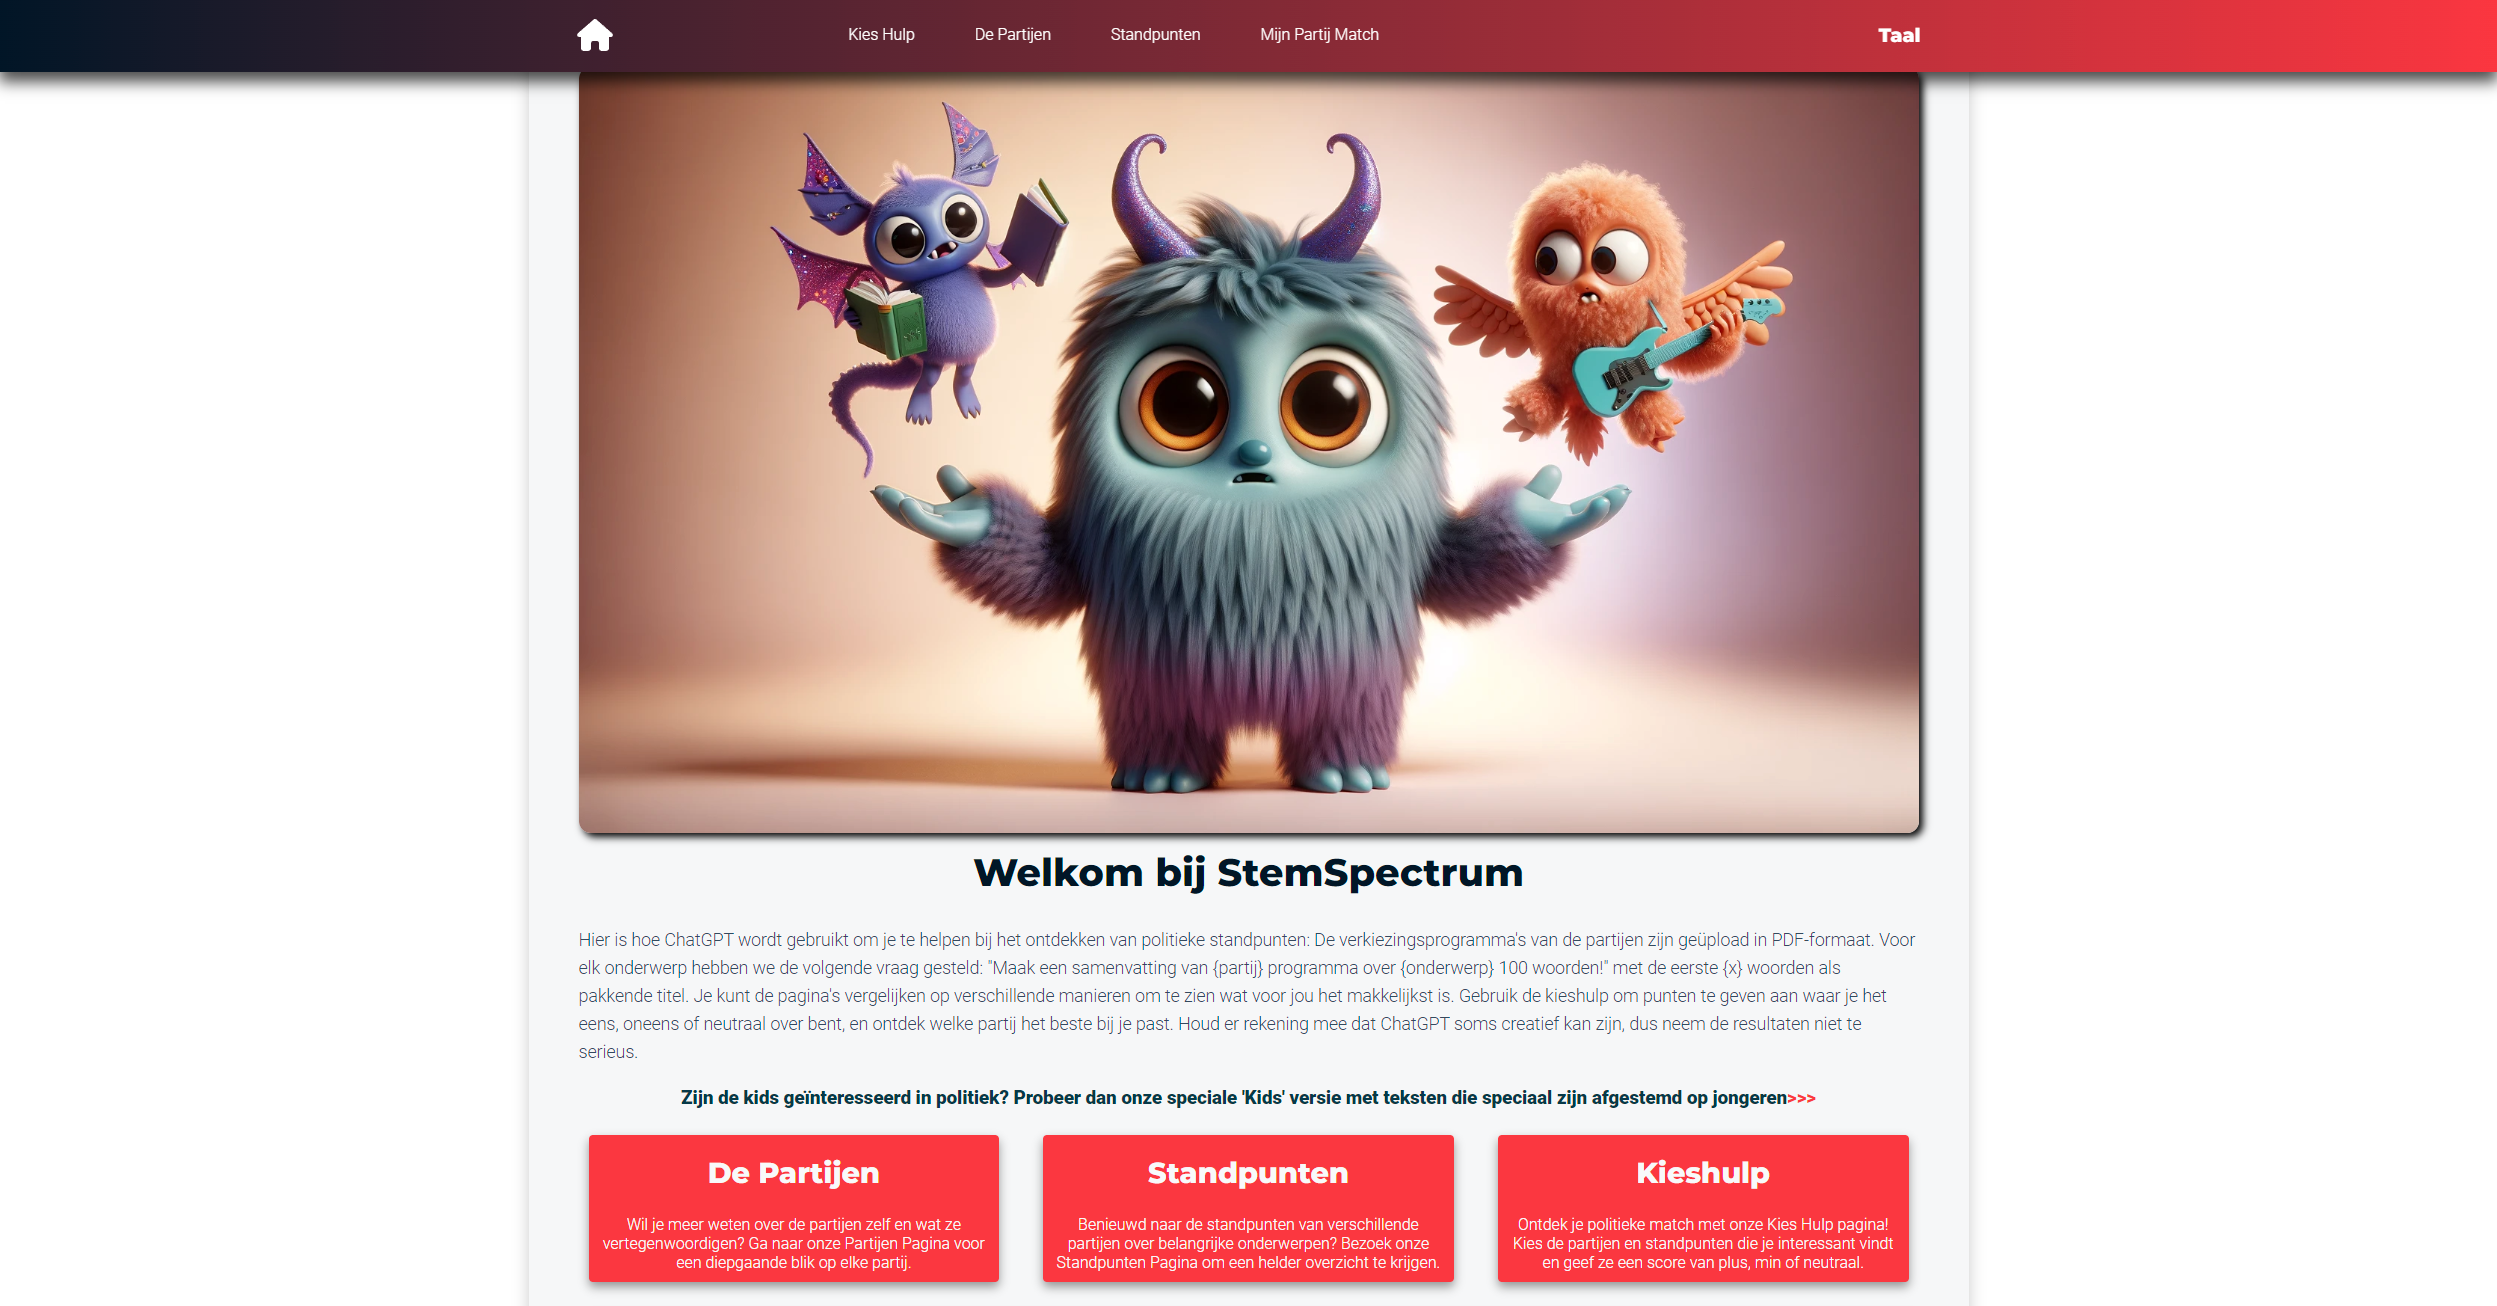 Kies Hulp
De Partijen
Standpunten
Mijn Partij Match
Taal
Welkom bij StemSpectrum
Hier is hoe ChatGPT wordt gebruikt om je te helpen bij het ontdekken van politieke standpunten: De verkiezingsprogramma's van de partijen zijn geüpload in PDF-formaat. Voor
elk onderwerp hebben we de volgende vraag gesteld: "Maak een samenvatting van {partij} programma over {onderwerp} 100 woorden!" met de eerste {x} woorden als
pakkende titel. Je kunt de pagina's vergelijken op verschillende manieren om te zien wat voor jou het makkelijkst is. Gebruik de kieshulp om punten te geven aan waar je het
eens, oneens of neutraal over bent, en ontdek welke partij het beste bij je past. Houd er rekening mee dat ChatGPT soms creatief kan zijn, dus neem de resultaten niet te
serieus.
Zijn de kids geïnteresseerd in politiek? Probeer dan onze speciale 'Kids' versie met teksten die speciaal zijn afgestemd op jongeren>>>
De Partijen
Wil je meer weten over de partijen zelf en wat ze
vertegenwoordigen? Ga naar onze Partijen Pagina voor
een diepgaande blik op elke partij.
Standpunten
Benieuwd naar de standpunten van verschillende
partijen over belangrijke onderwerpen? Bezoek onze
Standpunten Pagina om een helder overzicht te krijgen.
Kieshulp
Ontdek je politieke match met onze Kies Hulp pagina!
Kies de partijen en standpunten die je interessant vindt
en geef ze een score van plus, min of neutraal.